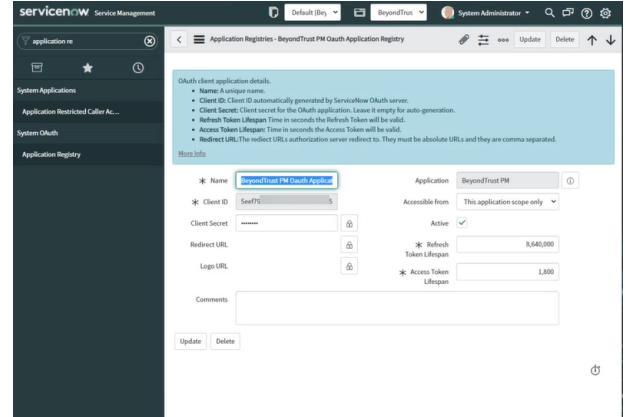 servicenow Service Management
Default [Bey
BeyondTrus
System Administrator
application re
Application Registries - BeyondTrust PM Oauth Application Registry
Update
Delete
OAuth client application details.
• Name: A unique name.
• Client ID: Client ID automatically generated by ServiceNow OAuth server.
• Client Secret: Client secret for the OAuth application. Leave it empty for auto-generation.
• Refresh Token Lifespan Time in seconds the Refresh Token will be valid.
• Access Token Lifespan: Time in seconds the Access Token will be valid.
• Redirect URL:The rediect URLs authorization server redirect to. They must be absolute URLs and they are comma separated.
More Info
System Applications
Application Restricted Caller Ac...
System OAuth
Application Registry
Name
BeyondTrust PM Oauth Applicat
Application
BeyondTrust PM
Client ID
5
Accessible from
This application scope only
Client Secret
••••••••
Active
Redirect URL
Refresh
Token Lifespan
8,640,000
Logo URL
Access Token
Lifespan
1,800
Comments
Update
Delete